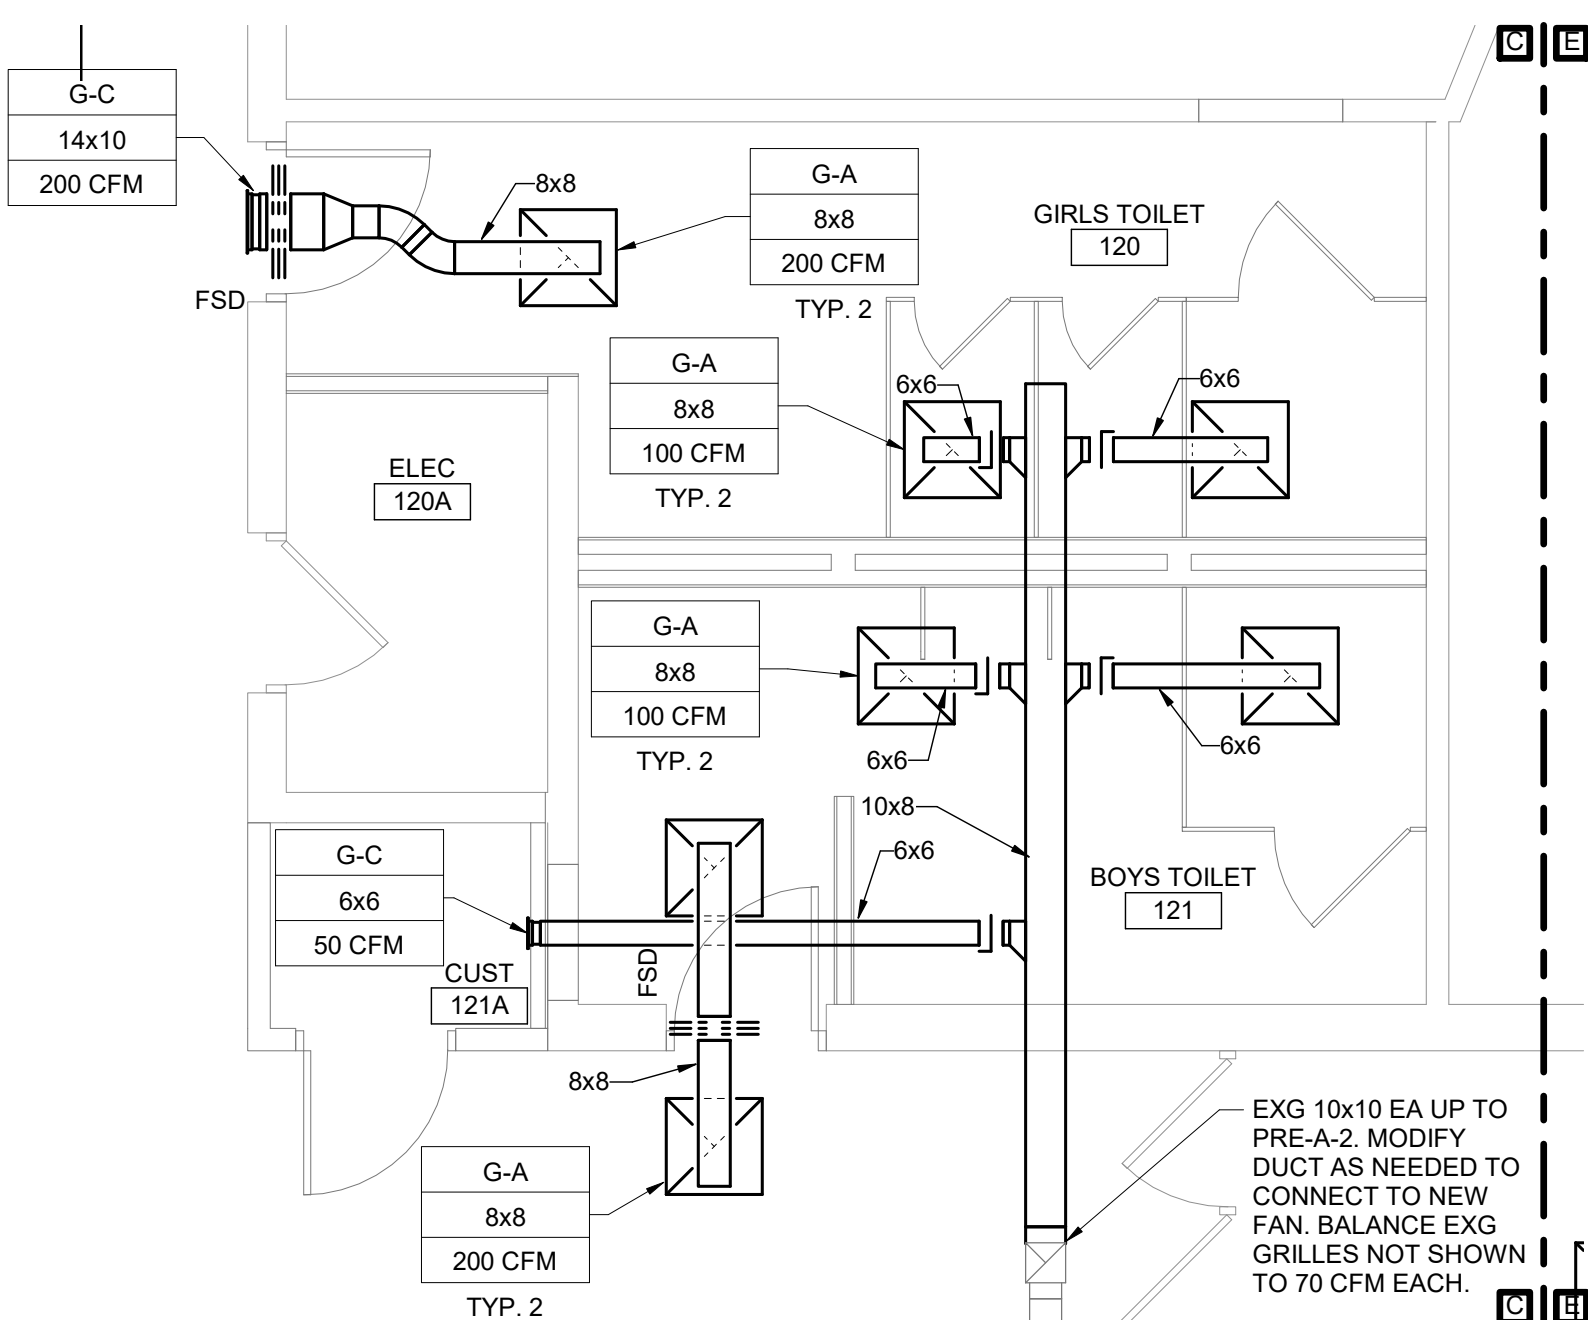 C
E
G-C
14x10
200 CFM
8x8
FSD
G-A
8x8
200 CFM
TYP. 2
GIRLS TOILET
120
G-A
8x8
100 CFM
TYP. 2
6x6
6x6
ELEC
120A
G-A
8x8
100 CFM
TYP. 2
6x6
6x6
10x8
6x6
G-C
6x6
50 CFM
CUST
121A
FSD
BOYS TOILET
121
8x8
G-A
8x8
200 CFM
TYP. 2
EXG 10x10 EA UP TO
PRE-A-2. MODIFY
DUCT AS NEEDED TO
CONNECT TO NEW
FAN. BALANCE EXG
GRILLES NOT SHOWN
TO 70 CFM EACH.
C
E